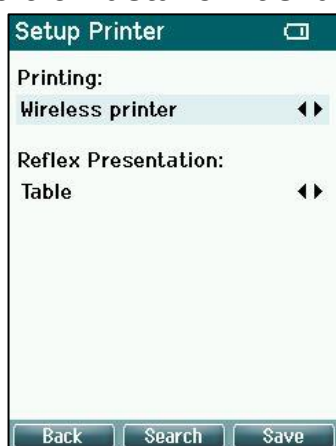 Setup Printer
Printing:
Wireless printer
Reflex Presentation:
Table
Back Search Save